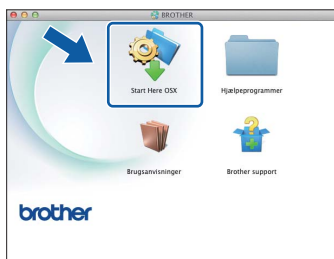 BROTHER
Start Here OSX
Hjælpeprogrammer
Brugsanvisninger
Brother support
brother